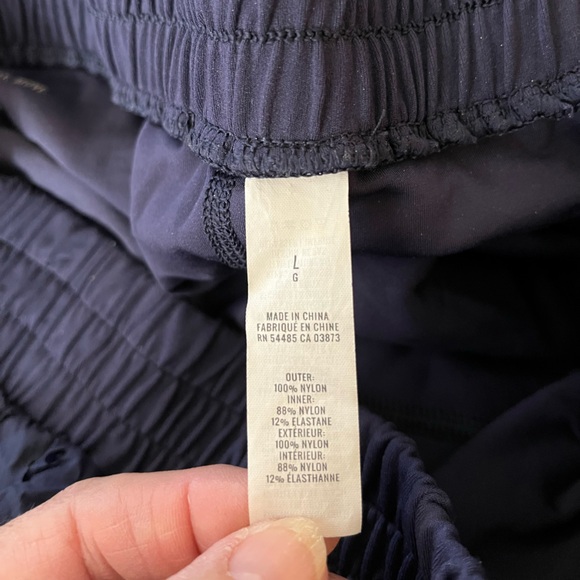 L
G
MADE IN CHINA
FABRIQUÉ EN CHINE
RN 54485 CA 03873
OUTER:
100% NYLON
INNER:
88% NYLON
12% ELASTANE
EXTÉRIEUR:
100% NYLON
INTÉRIEUR:
88% NYLON
12% ÉLASTHANNE